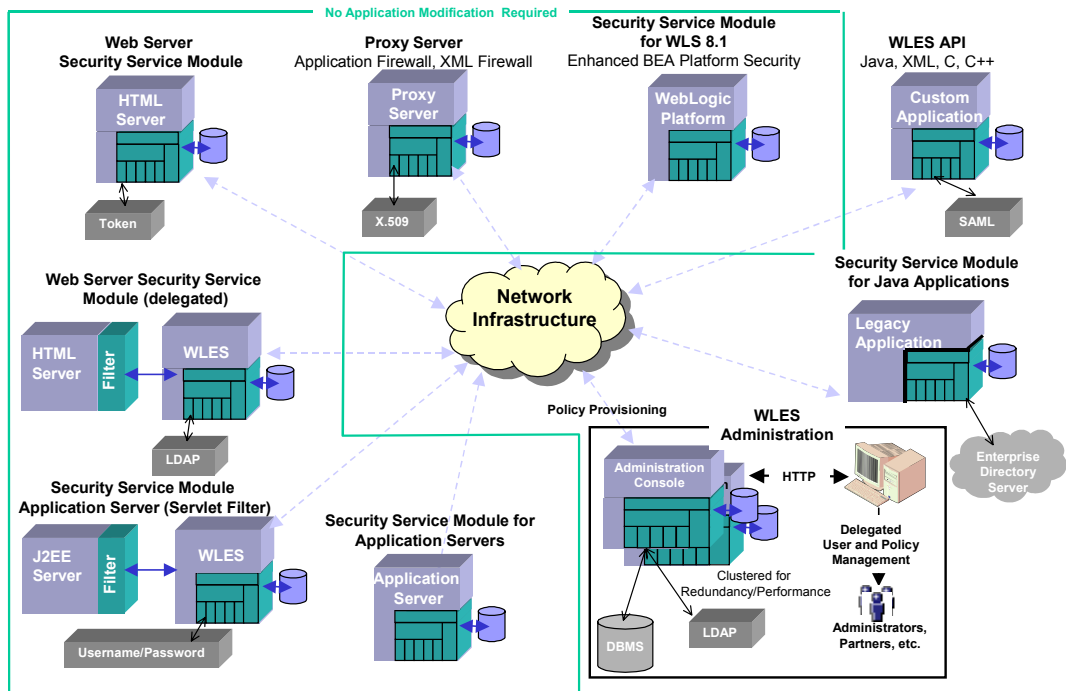 No Application Modification Required
Web Server
Security Service Module
HTML
Server
Token
Proxy Server
Application Firewall, XML Firewall
Proxy
Server
X.509
Security Service Module
for WLS 8.1
Enhanced BEA Platform Security
WebLogic
Platform
WLES API
Java, XML, C, C++
Custom
Application
SAML
Web Server Security Service
Module (delegated)
HTML
Server
Filter
WLES
LDAP
Network
Infrastructure
Security Service Module
for Java Applications
Legacy
Application
Enterprise
Directory
Server
Policy Provisioning
Security Service Module
Application Server (Servlet Filter)
J2EE
Server
Filter
WLES
Username/Password
Security Service Module for
Application Servers
Application
Server
WLES
Administration
Administration
Console
HTTP
Clustered for
Redundancy/Performance
DBMS
LDAP
Delegated
User and Policy
Management
Administrators,
Partners, etc.